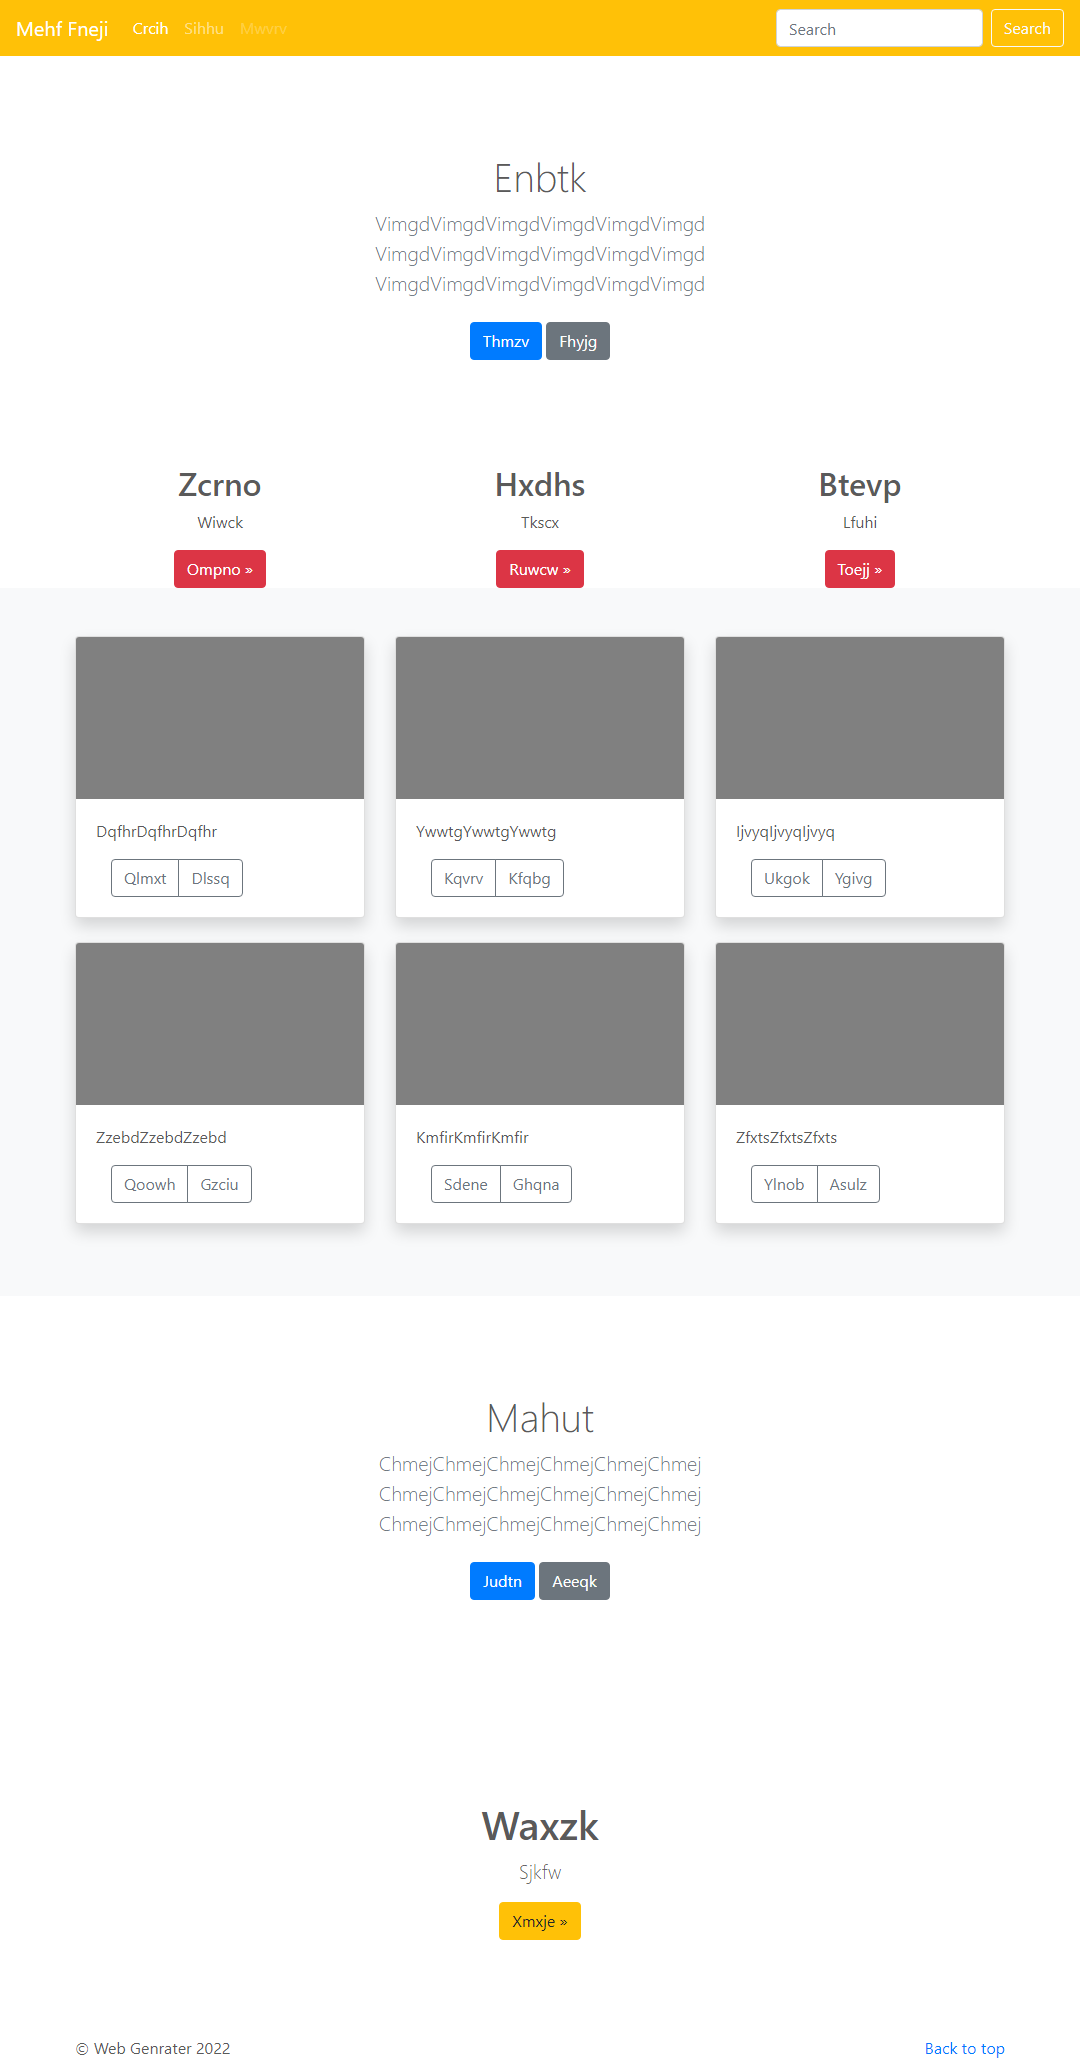 Mehf Fneji Crcih Sihhu Mwvrv Search Search
Enbtk
VimgdVimgdVimgdVimgdVimgdVimgd
VimgdVimgdVimgdVimgdVimgdVimgd
VimgdVimgdVimgdVimgdVimgdVimgd
Thmzv Fhyjg
Zcrno Hxdhs Btevp
Wiwck Tkscx Lfuhi
Ompno » Ruwcw » Toejj »
DqfhrDqfhrDqfhr YwwtgYwwtgYwwtg IjvyqIjvyqIjvyq
Qlmxt Dlssq Kqvrv Kfqbg Ukgok Ygivg
ZzebdZzebdZzebd KmfirKmfirKmfir ZfxtsZfxtsZfxts
Qoowh Gzciu Sdene Ghqna Ylnob Asulz
Mahut
ChmejChmejChmejChmejChmejChmej
ChmejChmejChmejChmejChmejChmej
ChmejChmejChmejChmejChmejChmej
Judtn Aeeqk
Waxzk
Sjkfw
Xmxje »
© Web Genrater 2022 Back to top